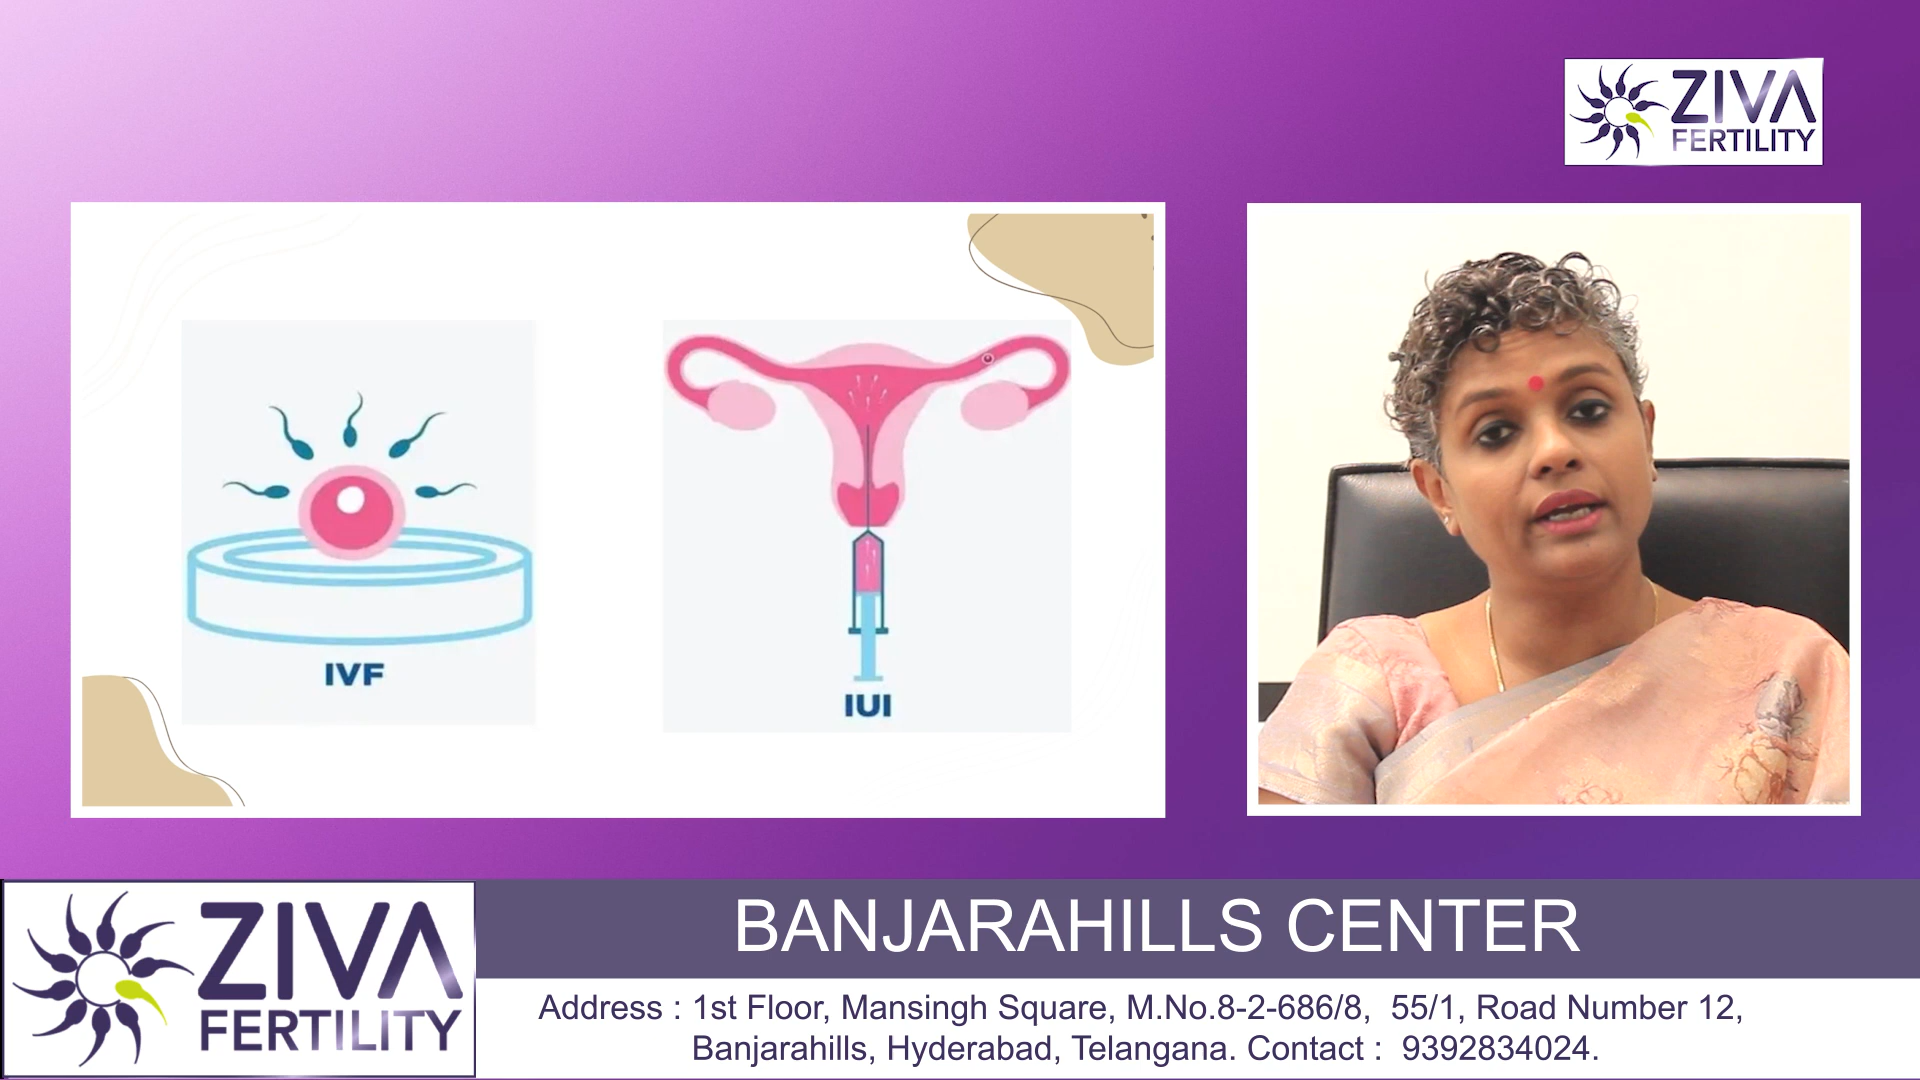 ZIVA
FERTILITY
IVF
IUI
ZIVA
FERTILITY
BANJARAHILLS CENTER
Address : 1st Floor, Mansingh Square, M.No.8-2-686/8, 55/1, Road Number 12,
Banjarahills, Hyderabad, Telangana. Contact : 9392834024.